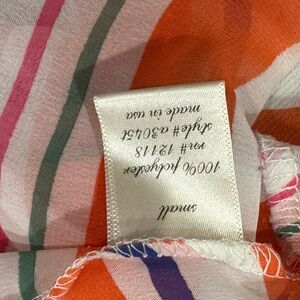 small
100% polyester
rn# 12118
style# a3045t
made in usa